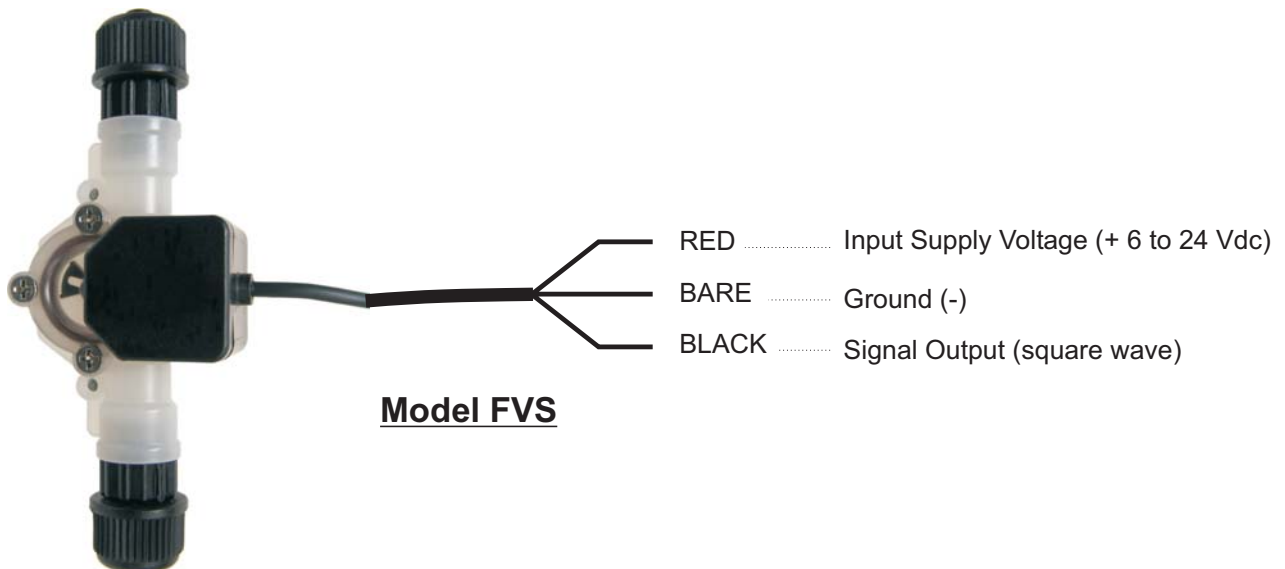 RED ........ Input Supply Voltage (+ 6 to 24 Vdc)
BARE ........ Ground (-)
BLACK ........ Signal Output (square wave)
Model FVS